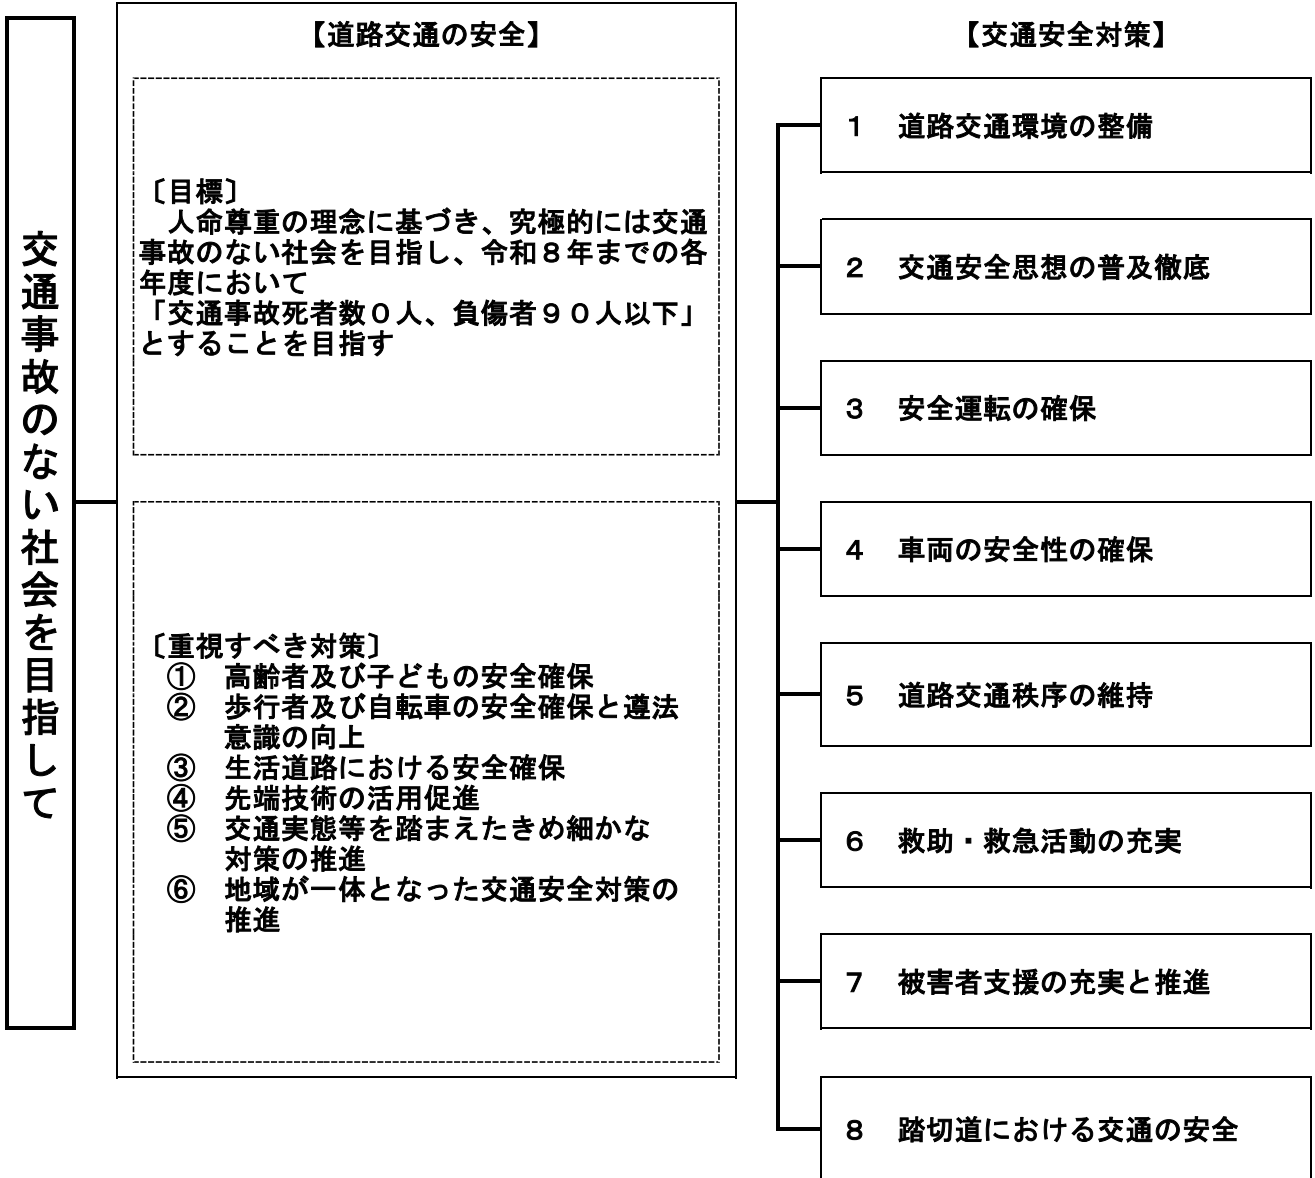 交通事故のない社会を目指して
【道路交通の安全】
〔目標〕
　人命尊重の理念に基づき、究極的には交通
事故のない社会を目指し、令和８年までの各
年度において
「交通事故死者数０人、負傷者９０人以下」
とすることを目指す
〔重視すべき対策〕
①　高齢者及び子どもの安全確保
②　歩行者及び自転車の安全確保と遵法
意識の向上
③　生活道路における安全確保
④　先端技術の活用促進
⑤　交通実態等を踏まえたきめ細かな
対策の推進
⑥　地域が一体となった交通安全対策の
推進
【交通安全対策】
１　道路交通環境の整備
２　交通安全思想の普及徹底
３　安全運転の確保
４　車両の安全性の確保
５　道路交通秩序の維持
６　救助・救急活動の充実
７　被害者支援の充実と推進
８　踏切道における交通の安全